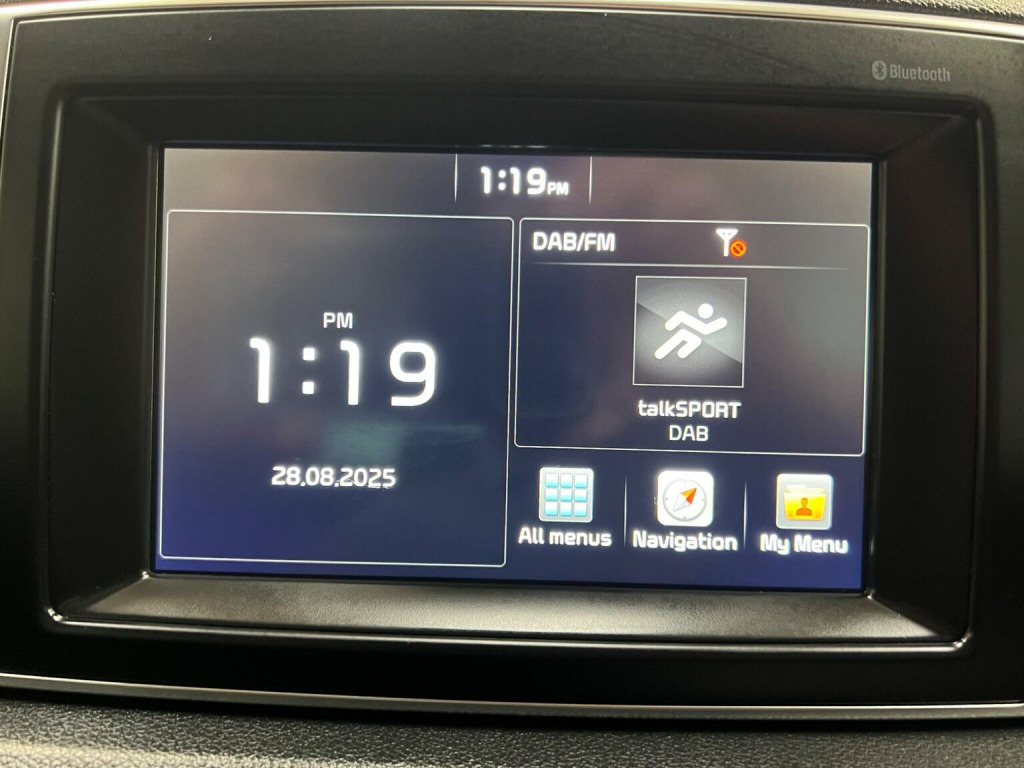 Bluetooth
1:19PM
PM
1:19
28.08.2025
DAB/FM
talkSPORT
DAB
All menus
Navigation
My Menu